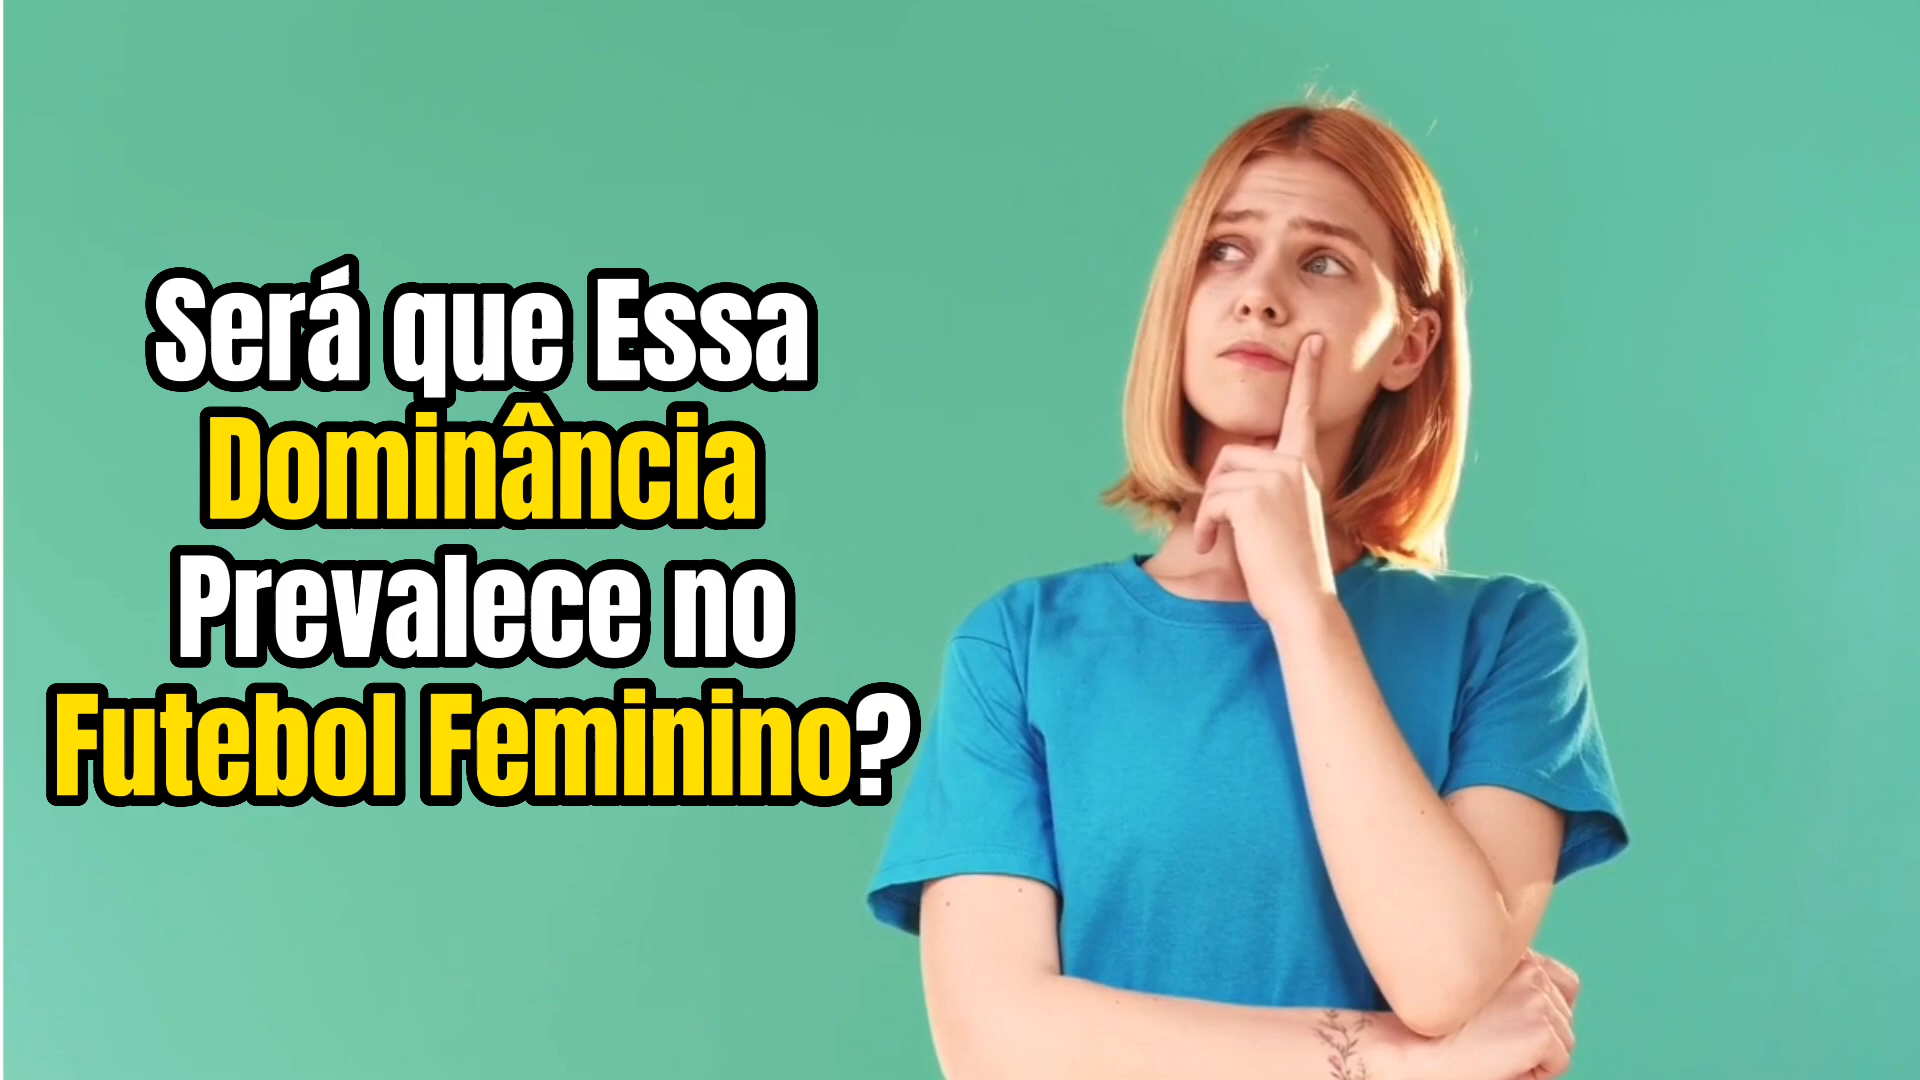 Será que Essa
Dominância
Prevalece no
Futebol Feminino?